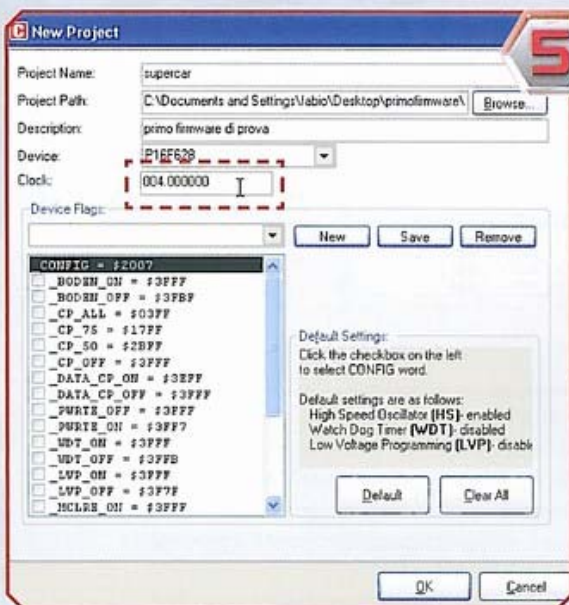 New Project
5
Project Name:
supercar
Project Path:
C:\Documents and Settings\fabio\Desktop\primofirmware\
Browse...
Description:
primo firmware di prova
Device:
P16F628
Clock:
004.000000
Device Flags:
New
Save
Remove
_CONFIG = $2007
_BODEN_ON = $3FFF
_BODEN_OFF = $3FBF
_CP_ALL = $03FF
_CP_75 = $17FF
_CP_50 = $2BFF
_CP_OFF = $3FFF
_DATA_CP_ON = $3EFF
_DATA_CP_OFF = $3FFF
_PWRTE_OFF = $3FFF
_PWRTE_ON = $3FF7
_WDT_ON = $3FFF
_WDT_OFF = $3FFB
_LVP_ON = $3FFF
_LVP_OFF = $3F7F
_MCLRE_ON = $3FFF
Default Settings:
Click the checkbox on the left
to select CONFIG word.
Default settings are as follows:
High Speed Oscillator (HS)- enabled
Watch Dog Timer (WDT)- disabled
Low Voltage Programming (LVP)- disable
Default
Clear All
OK
Cancel